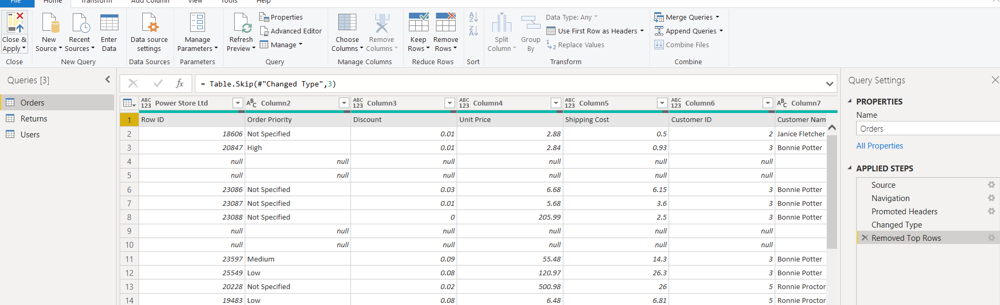 File Home Transform Add Column View Tools Help
Close & Apply
New Source
Recent Sources
Enter Data
Data source settings
Manage Parameters
Refresh Preview
Properties
Advanced Editor
Manage
Choose Columns
Remove Columns
Keep Rows
Remove Rows
Split Column
Group By
Data Type: Any
Use First Row as Headers
Replace Values
Merge Queries
Append Queries
Combine Files
Close New Query Data Sources Parameters Query Manage Columns Reduce Rows Sort Transform Combine
Queries [3]
Orders
Returns
Users
fx = Table.Skip(#"Changed Type",3)
ABC 123 Power Store Ltd ABC Column2 ABC 123 Column3 ABC 123 Column4 ABC 123 Column5 ABC 123 Column6 ABC Column7
1 Row ID Order Priority Discount Unit Price Shipping Cost Customer ID Customer Nam
2 18606 Not Specified 0.01 2.88 0.5 2 Janice Fletcher
3 20847 High 0.01 2.84 0.93 3 Bonnie Potter
4 null null null null null null
5 null null null null null null
6 23086 Not Specified 0.03 6.68 6.15 3 Bonnie Potter
7 23087 Not Specified 0.01 5.68 3.6 3 Bonnie Potter
8 23088 Not Specified 0 205.99 2.5 3 Bonnie Potter
9 null null null null null null
10 null null null null null null
11 23597 Medium 0.09 55.48 14.3 3 Bonnie Potter
12 25549 Low 0.08 120.97 26.3 3 Bonnie Potter
13 20228 Not Specified 0.02 500.98 26 5 Ronnie Proctor
14 19483 Low 0.08 6.48 6.81 5 Ronnie Proctor
Query Settings
PROPERTIES
Name
Orders
All Properties
APPLIED STEPS
Source
Navigation
Promoted Headers
Changed Type
Removed Top Rows